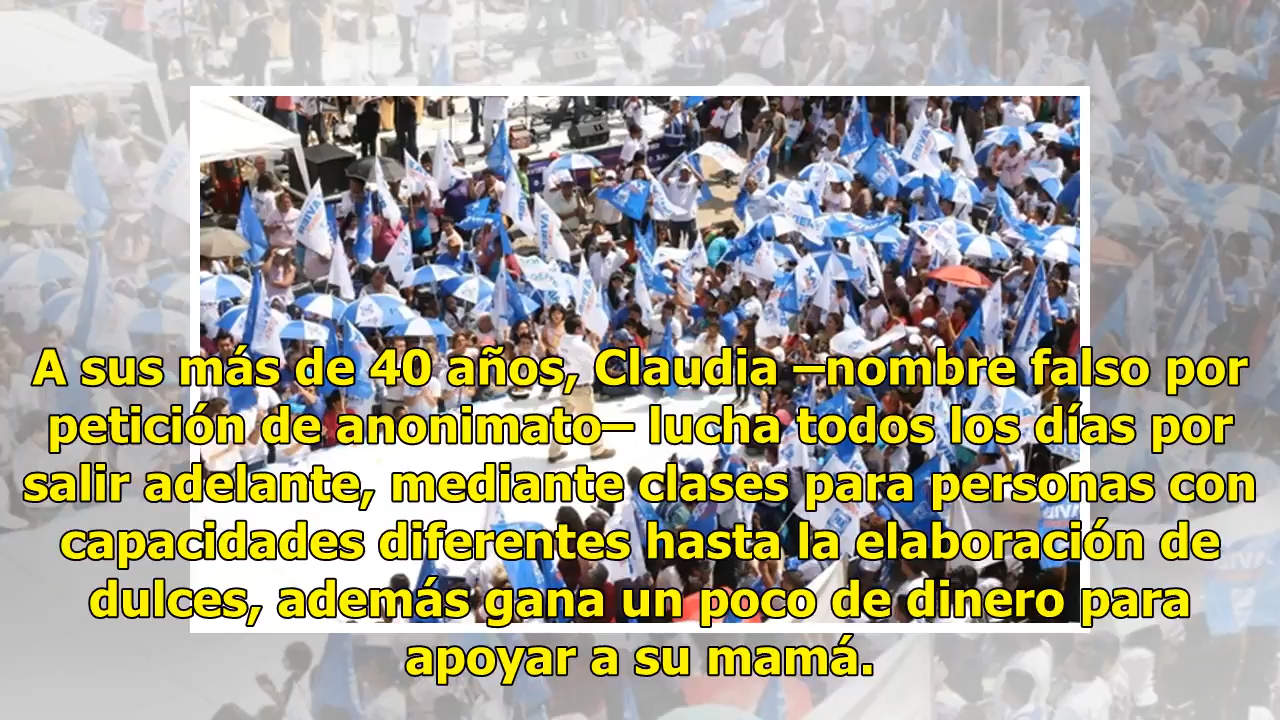 A sus más de 40 años, Claudia –nombre falso por
petición de anonimato– lucha todos los días por
salir adelante, mediante clases para personas con
capacidades diferentes hasta la elaboración de
dulces, además gana un poco de dinero para
apoyar a su mamá.